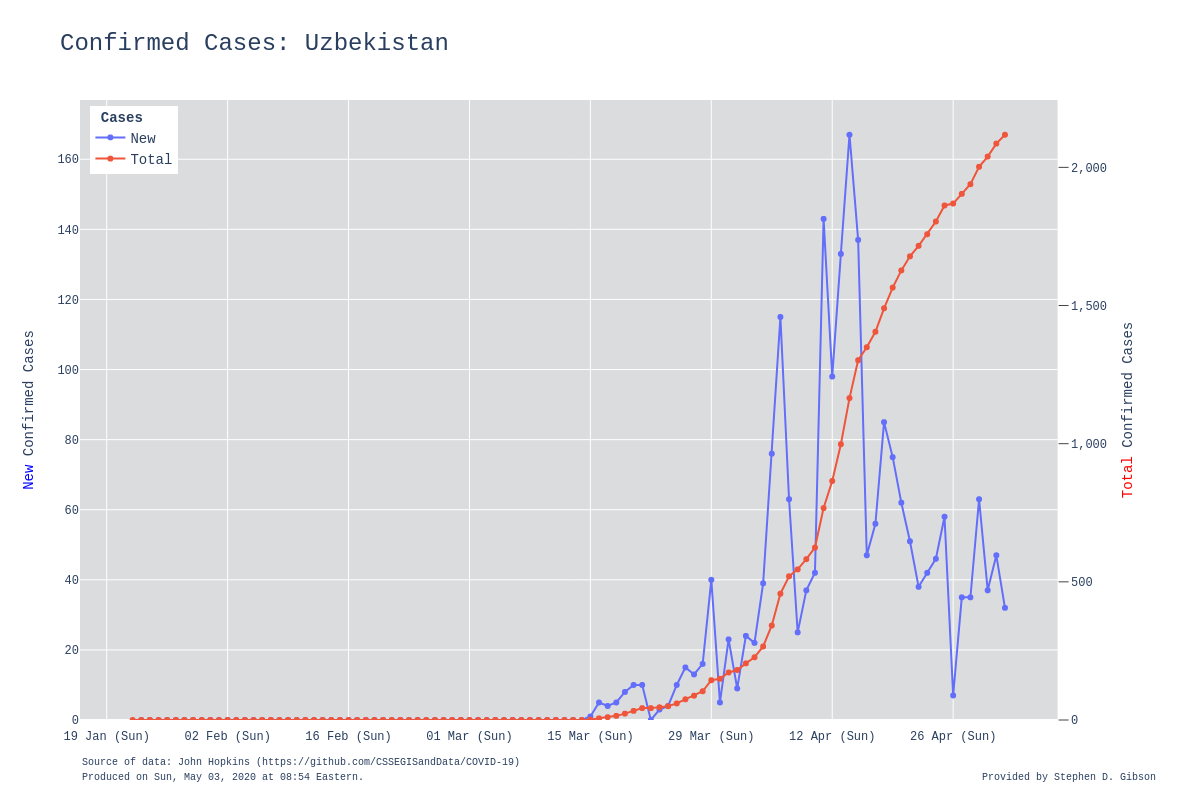 Confirmed Cases: Uzbekistan
Cases
New
Total
160
140
120
100
80
60
40
20
0
New Confirmed Cases
2,000
1,500
1,000
500
0
Total Confirmed Cases
19 Jan (Sun)
02 Feb (Sun)
16 Feb (Sun)
01 Mar (Sun)
15 Mar (Sun)
29 Mar (Sun)
12 Apr (Sun)
26 Apr (Sun)
Source of data: John Hopkins (https://github.com/CSSEGISandData/COVID-19)
Produced on Sun, May 03, 2020 at 08:54 Eastern.
Provided by Stephen D. Gibson